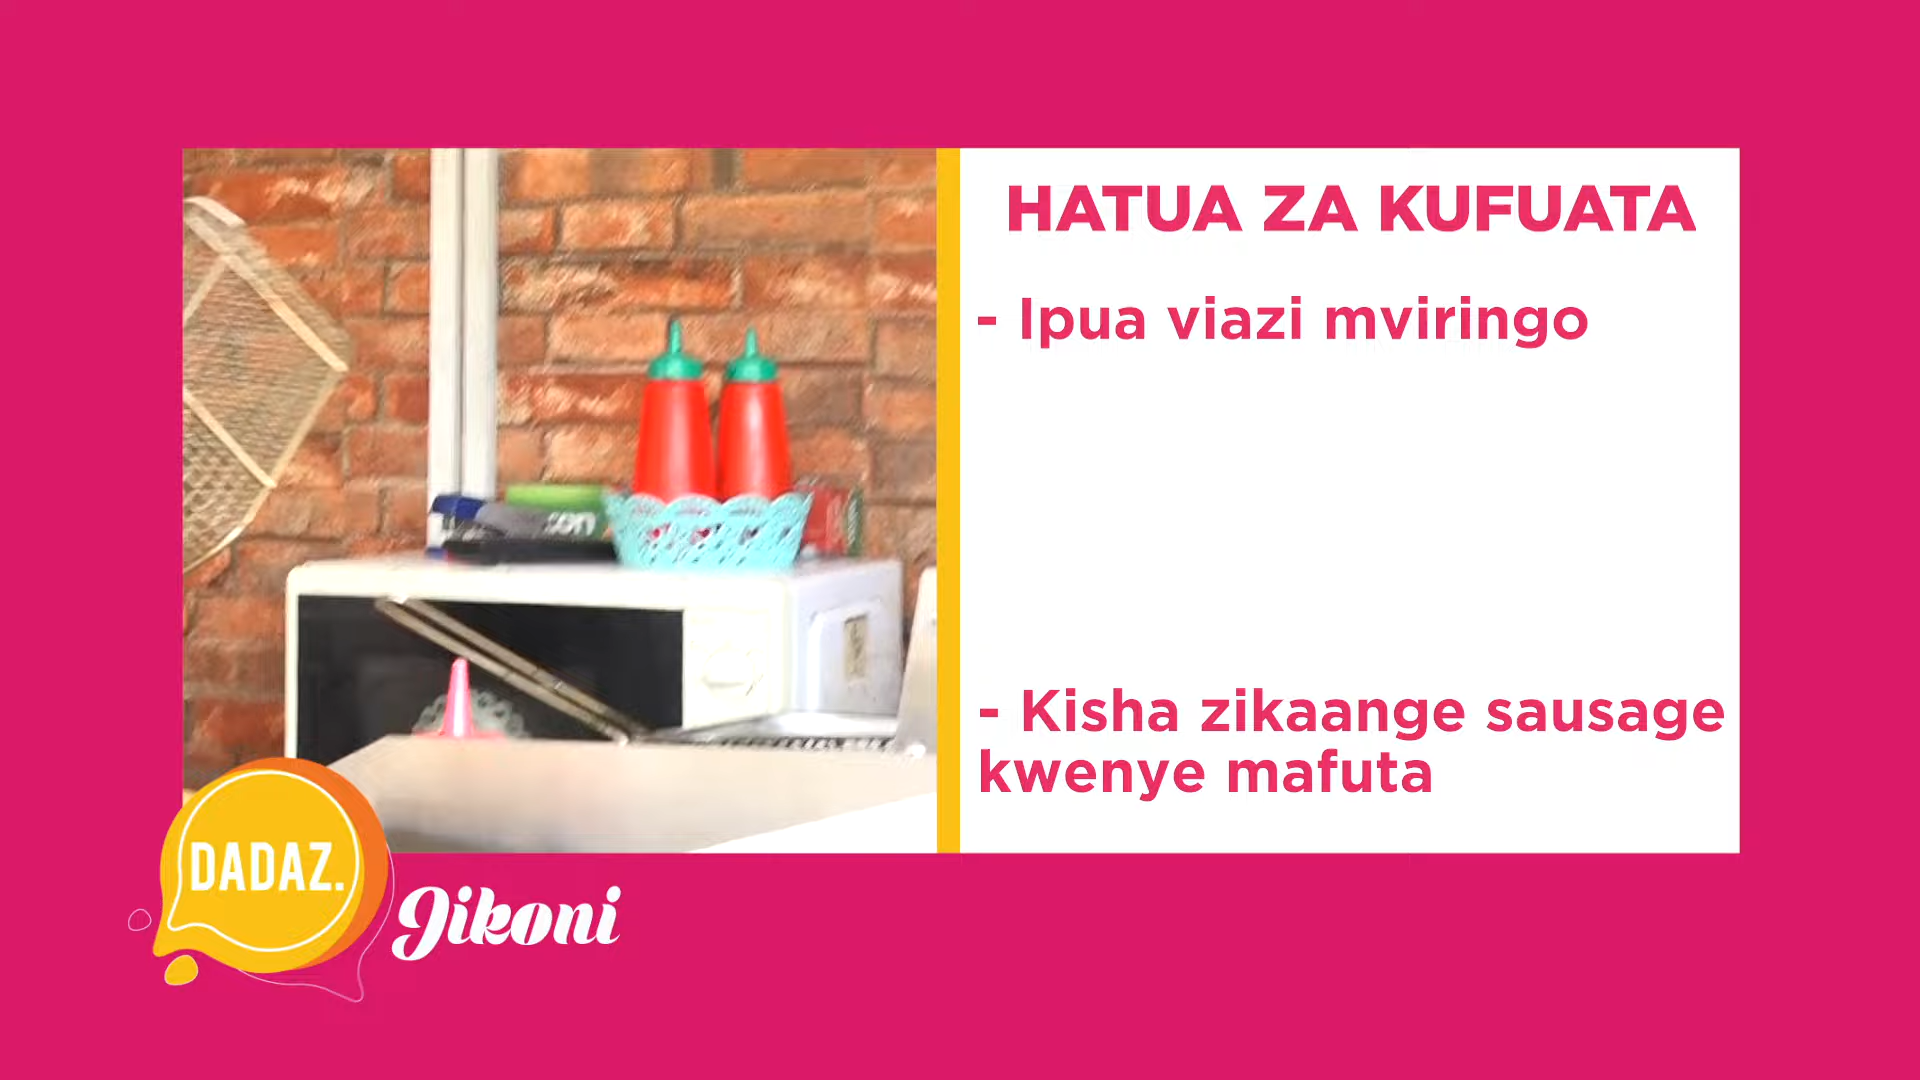 HATUA ZA KUFUATA
- Ipua viazi mviringo
- Kisha zikaange sausage
kwenye mafuta
DADAZ.
Jikoni